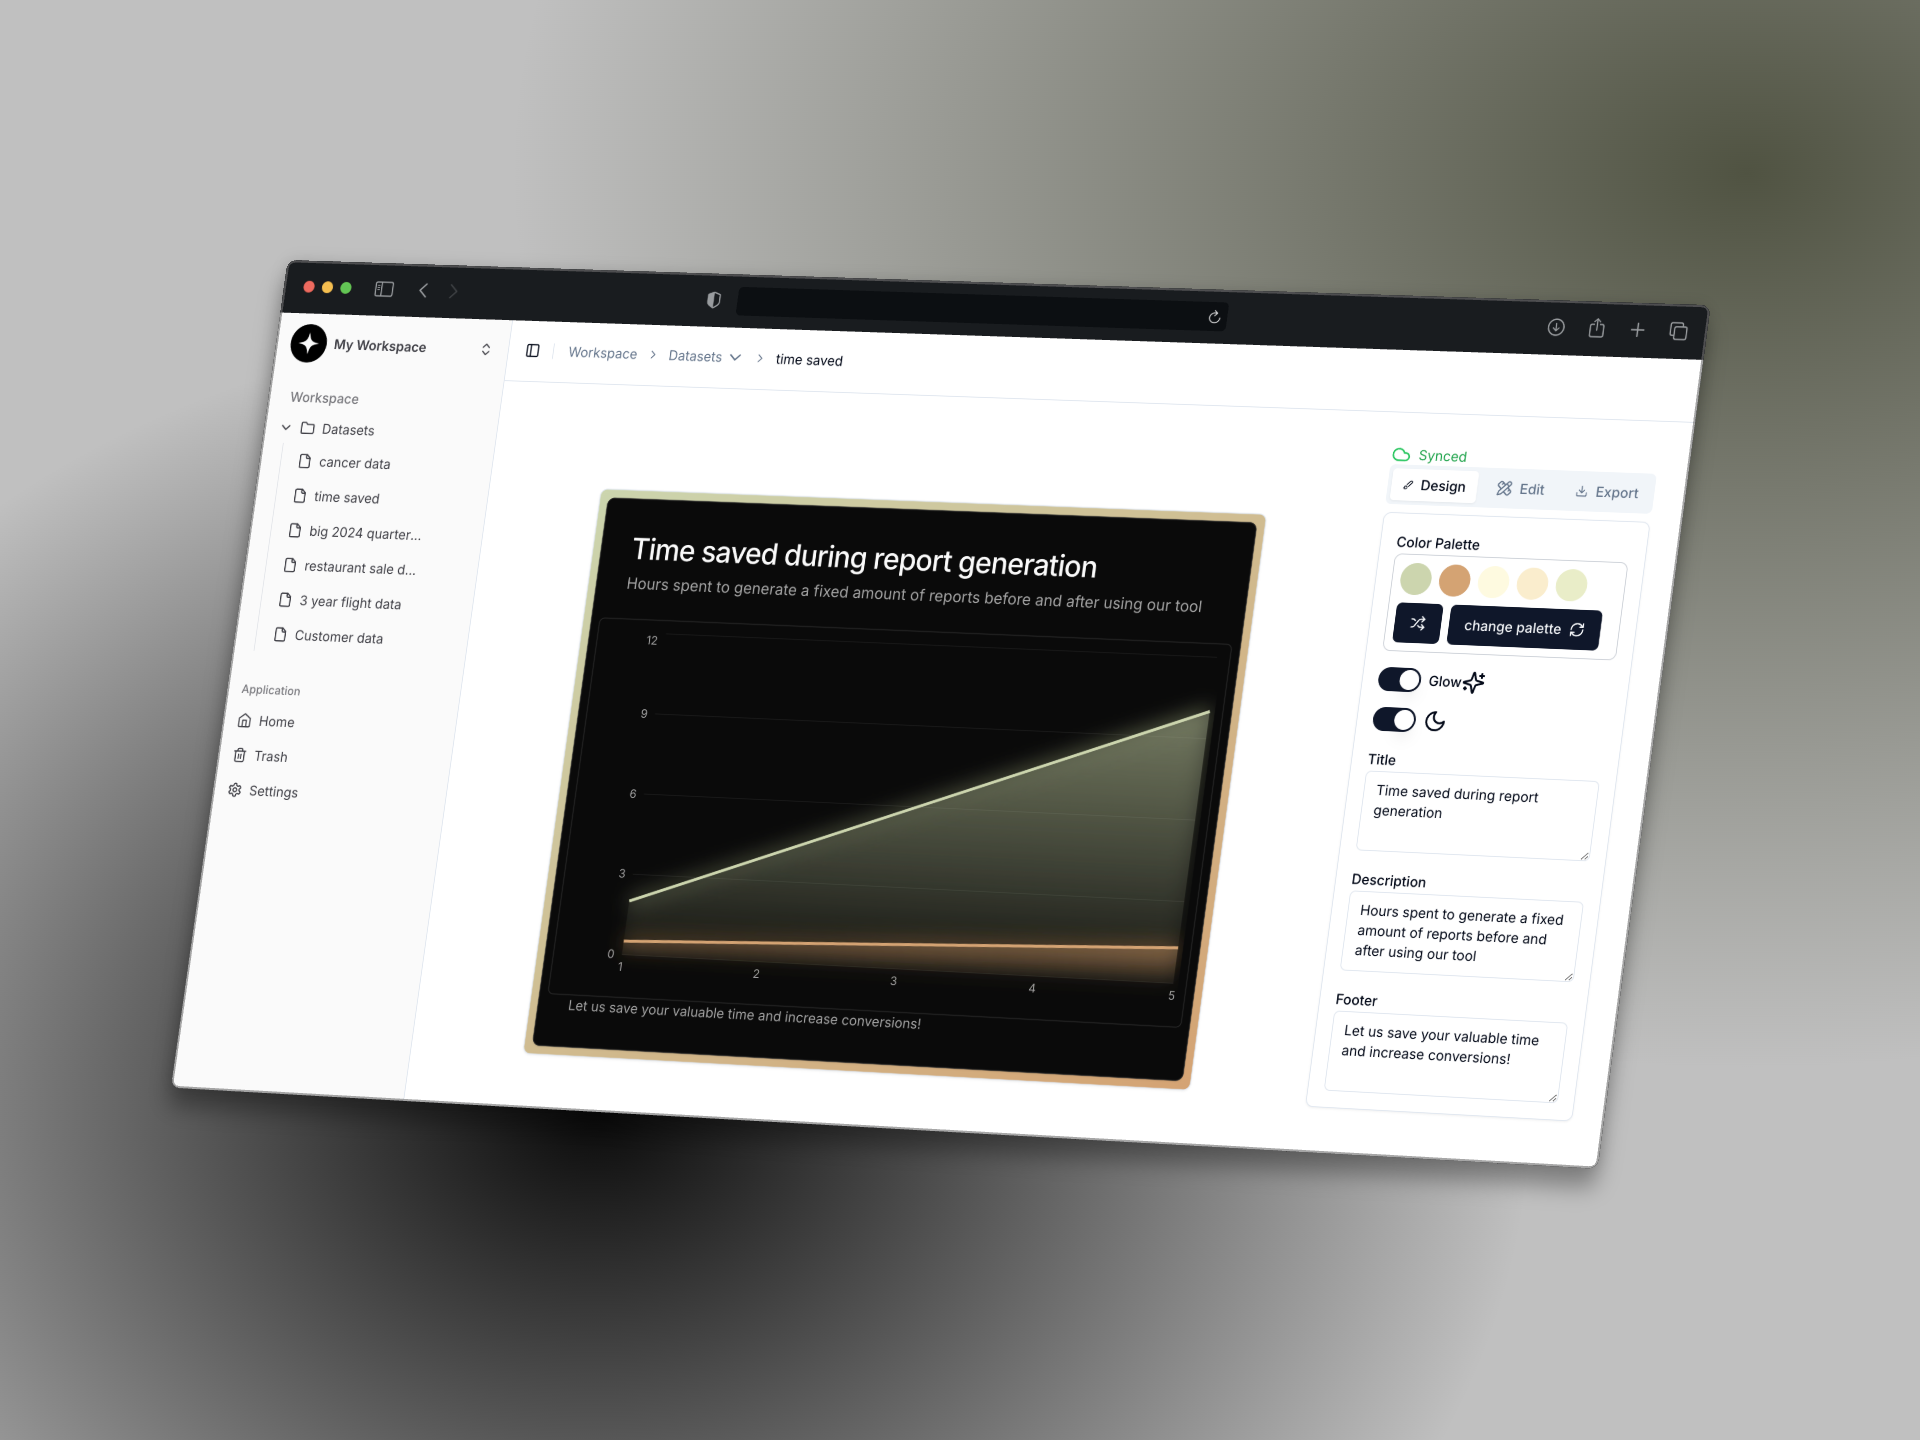 My Workspace
Workspace
Datasets
cancer data
time saved
big 2024 quarter...
restaurant sale d...
3 year flight data
Customer data
Application
Home
Trash
Settings
Workspace > Datasets > time saved
Time saved during report generation
Hours spent to generate a fixed amount of reports before and after using our tool
12
9
6
3
0
1 2 3 4 5
Let us save your valuable time and increase conversions!
Synced
Design Edit Export
Color Palette
change palette
Glow
Title
Time saved during report
generation
Description
Hours spent to generate a fixed
amount of reports before and
after using our tool
Footer
Let us save your valuable time
and increase conversions!